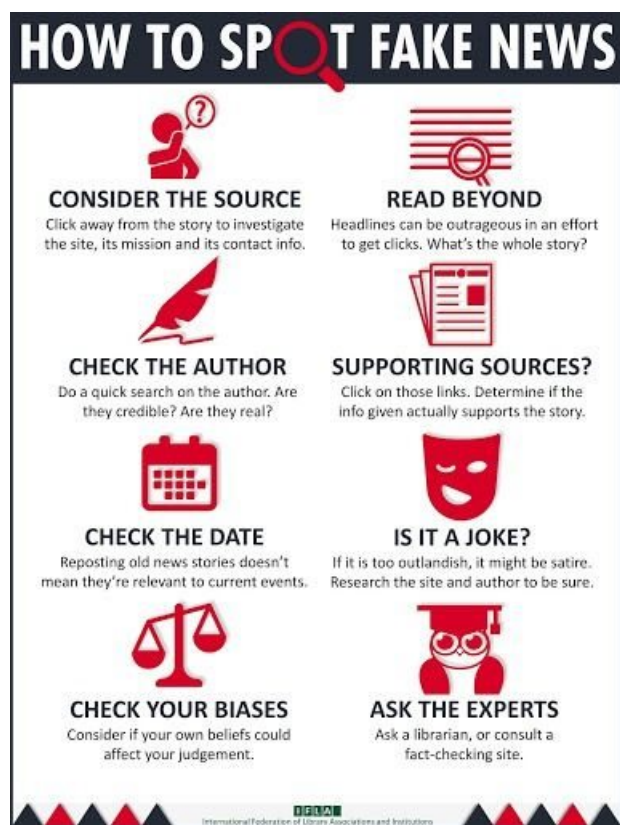 HOW TO SPOT FAKE NEWS
?
CONSIDER THE SOURCE
Click away from the story to investigate
the site, its mission and its contact info.
READ BEYOND
Headlines can be outrageous in an effort
to get clicks. What's the whole story?
CHECK THE AUTHOR
Do a quick search on the author. Are
they credible? Are they real?
SUPPORTING SOURCES?
Click on those links. Determine if the
info given actually supports the story.
CHECK THE DATE
Reposting old news stories doesn't
mean they're relevant to current events.
IS IT A JOKE?
If it is too outlandish, it might be satire.
Research the site and author to be sure.
CHECK YOUR BIASES
Consider if your own beliefs could
affect your judgement.
ASK THE EXPERTS
Ask a librarian, or consult a
fact-checking site.
IFLA
International Federation of Library Associations and Institutions